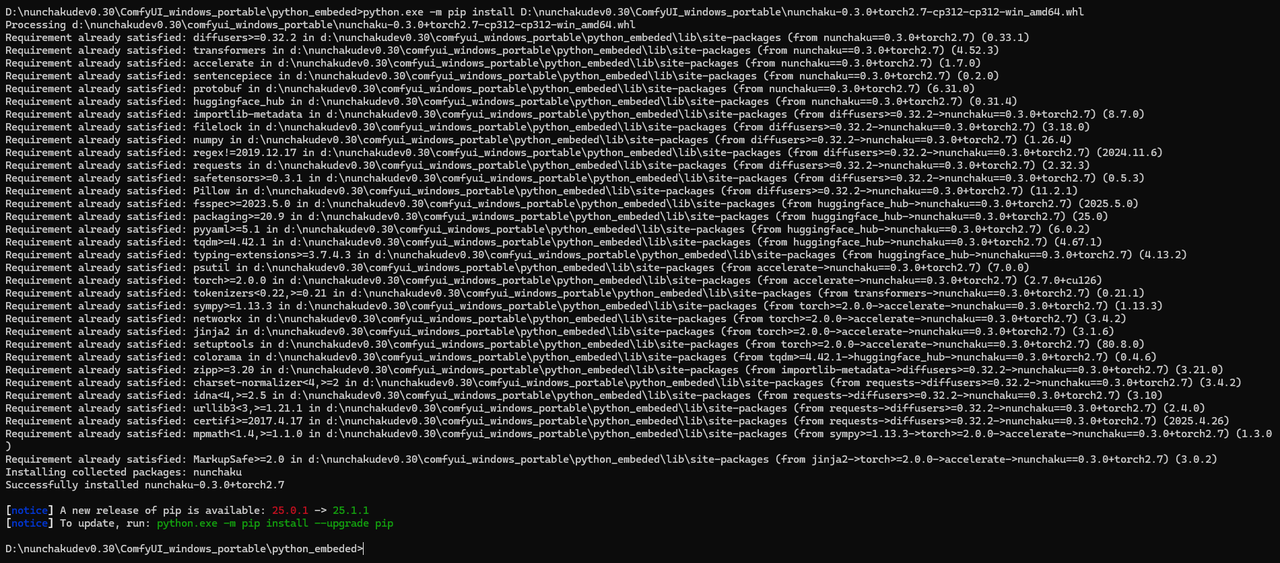 D:\nunchakudev0.30\ComfyUI_windows_portable\python_embeded>python.exe -m pip install D:\nunchakudev0.30\ComfyUI_windows_portable\nunchaku-0.3.0+torch2.7-cp312-cp312-win_amd64.whl
Processing d:\nunchakudev0.30\comfyui_windows_portable\nunchaku-0.3.0+torch2.7-cp312-cp312-win_amd64.whl
Requirement already satisfied: diffusers>=0.32.2 in d:\nunchakudev0.30\comfyui_windows_portable\python_embeded\lib\site-packages (from nunchaku==0.3.0+torch2.7) (0.33.1)
Requirement already satisfied: transformers in d:\nunchakudev0.30\comfyui_windows_portable\python_embeded\lib\site-packages (from nunchaku==0.3.0+torch2.7) (4.52.3)
Requirement already satisfied: accelerate in d:\nunchakudev0.30\comfyui_windows_portable\python_embeded\lib\site-packages (from nunchaku==0.3.0+torch2.7) (1.7.0)
Requirement already satisfied: sentencepiece in d:\nunchakudev0.30\comfyui_windows_portable\python_embeded\lib\site-packages (from nunchaku==0.3.0+torch2.7) (0.2.0)
Requirement already satisfied: protobuf in d:\nunchakudev0.30\comfyui_windows_portable\python_embeded\lib\site-packages (from nunchaku==0.3.0+torch2.7) (6.31.0)
Requirement already satisfied: huggingface_hub in d:\nunchakudev0.30\comfyui_windows_portable\python_embeded\lib\site-packages (from nunchaku==0.3.0+torch2.7) (0.31.4)
Requirement already satisfied: importlib-metadata in d:\nunchakudev0.30\comfyui_windows_portable\python_embeded\lib\site-packages (from diffusers>=0.32.2->nunchaku==0.3.0+torch2.7) (8.7.0)
Requirement already satisfied: filelock in d:\nunchakudev0.30\comfyui_windows_portable\python_embeded\lib\site-packages (from diffusers>=0.32.2->nunchaku==0.3.0+torch2.7) (3.18.0)
Requirement already satisfied: numpy in d:\nunchakudev0.30\comfyui_windows_portable\python_embeded\lib\site-packages (from diffusers>=0.32.2->nunchaku==0.3.0+torch2.7) (1.26.4)
Requirement already satisfied: regex!=2019.12.17 in d:\nunchakudev0.30\comfyui_windows_portable\python_embeded\lib\site-packages (from diffusers>=0.32.2->nunchaku==0.3.0+torch2.7) (2024.11.6)
Requirement already satisfied: requests in d:\nunchakudev0.30\comfyui_windows_portable\python_embeded\lib\site-packages (from diffusers>=0.32.2->nunchaku==0.3.0+torch2.7) (2.32.3)
Requirement already satisfied: safetensors>=0.3.1 in d:\nunchakudev0.30\comfyui_windows_portable\python_embeded\lib\site-packages (from diffusers>=0.32.2->nunchaku==0.3.0+torch2.7) (0.5.3)
Requirement already satisfied: Pillow in d:\nunchakudev0.30\comfyui_windows_portable\python_embeded\lib\site-packages (from diffusers>=0.32.2->nunchaku==0.3.0+torch2.7) (11.2.1)
Requirement already satisfied: fsspec>=2023.5.0 in d:\nunchakudev0.30\comfyui_windows_portable\python_embeded\lib\site-packages (from huggingface_hub->nunchaku==0.3.0+torch2.7) (2025.5.0)
Requirement already satisfied: packaging>=20.9 in d:\nunchakudev0.30\comfyui_windows_portable\python_embeded\lib\site-packages (from huggingface_hub->nunchaku==0.3.0+torch2.7) (25.0)
Requirement already satisfied: pyyaml>=5.1 in d:\nunchakudev0.30\comfyui_windows_portable\python_embeded\lib\site-packages (from huggingface_hub->nunchaku==0.3.0+torch2.7) (6.0.2)
Requirement already satisfied: tqdm>=4.42.1 in d:\nunchakudev0.30\comfyui_windows_portable\python_embeded\lib\site-packages (from huggingface_hub->nunchaku==0.3.0+torch2.7) (4.67.1)
Requirement already satisfied: typing-extensions>=3.7.4.3 in d:\nunchakudev0.30\comfyui_windows_portable\python_embeded\lib\site-packages (from huggingface_hub->nunchaku==0.3.0+torch2.7) (4.13.2)
Requirement already satisfied: psutil in d:\nunchakudev0.30\comfyui_windows_portable\python_embeded\lib\site-packages (from accelerate->nunchaku==0.3.0+torch2.7) (7.0.0)
Requirement already satisfied: torch>=2.0.0 in d:\nunchakudev0.30\comfyui_windows_portable\python_embeded\lib\site-packages (from accelerate->nunchaku==0.3.0+torch2.7) (2.7.0+cu126)
Requirement already satisfied: tokenizers<0.22,>=0.21 in d:\nunchakudev0.30\comfyui_windows_portable\python_embeded\lib\site-packages (from transformers->nunchaku==0.3.0+torch2.7) (0.21.1)
Requirement already satisfied: sympy>=1.13.3 in d:\nunchakudev0.30\comfyui_windows_portable\python_embeded\lib\site-packages (from torch>=2.0.0->accelerate->nunchaku==0.3.0+torch2.7) (1.13.3)
Requirement already satisfied: networkx in d:\nunchakudev0.30\comfyui_windows_portable\python_embeded\lib\site-packages (from torch>=2.0.0->accelerate->nunchaku==0.3.0+torch2.7) (3.4.2)
Requirement already satisfied: jinja2 in d:\nunchakudev0.30\comfyui_windows_portable\python_embeded\lib\site-packages (from torch>=2.0.0->accelerate->nunchaku==0.3.0+torch2.7) (3.1.6)
Requirement already satisfied: setuptools in d:\nunchakudev0.30\comfyui_windows_portable\python_embeded\lib\site-packages (from torch>=2.0.0->accelerate->nunchaku==0.3.0+torch2.7) (80.8.0)
Requirement already satisfied: colorama in d:\nunchakudev0.30\comfyui_windows_portable\python_embeded\lib\site-packages (from tqdm>=4.42.1->huggingface_hub->nunchaku==0.3.0+torch2.7) (0.4.6)
Requirement already satisfied: zipp>=3.20 in d:\nunchakudev0.30\comfyui_windows_portable\python_embeded\lib\site-packages (from importlib-metadata->diffusers>=0.32.2->nunchaku==0.3.0+torch2.7) (3.21.0)
Requirement already satisfied: charset-normalizer<4,>=2 in d:\nunchakudev0.30\comfyui_windows_portable\python_embeded\lib\site-packages (from requests->diffusers>=0.32.2->nunchaku==0.3.0+torch2.7) (3.4.2)
Requirement already satisfied: idna<4,>=2.5 in d:\nunchakudev0.30\comfyui_windows_portable\python_embeded\lib\site-packages (from requests->diffusers>=0.32.2->nunchaku==0.3.0+torch2.7) (3.10)
Requirement already satisfied: urllib3<3,>=1.21.1 in d:\nunchakudev0.30\comfyui_windows_portable\python_embeded\lib\site-packages (from requests->diffusers>=0.32.2->nunchaku==0.3.0+torch2.7) (2.4.0)
Requirement already satisfied: certifi>=2017.4.17 in d:\nunchakudev0.30\comfyui_windows_portable\python_embeded\lib\site-packages (from requests->diffusers>=0.32.2->nunchaku==0.3.0+torch2.7) (2025.4.26)
Requirement already satisfied: mpmath<1.4,>=1.1.0 in d:\nunchakudev0.30\comfyui_windows_portable\python_embeded\lib\site-packages (from sympy>=1.13.3->torch>=2.0.0->accelerate->nunchaku==0.3.0+torch2.7) (1.3.0
)
Requirement already satisfied: MarkupSafe>=2.0 in d:\nunchakudev0.30\comfyui_windows_portable\python_embeded\lib\site-packages (from jinja2->torch>=2.0.0->accelerate->nunchaku==0.3.0+torch2.7) (3.0.2)
Installing collected packages: nunchaku
Successfully installed nunchaku-0.3.0+torch2.7
[notice] A new release of pip is available: 25.0.1 -> 25.1.1
[notice] To update, run: python.exe -m pip install --upgrade pip
D:\nunchakudev0.30\ComfyUI_windows_portable\python_embeded>